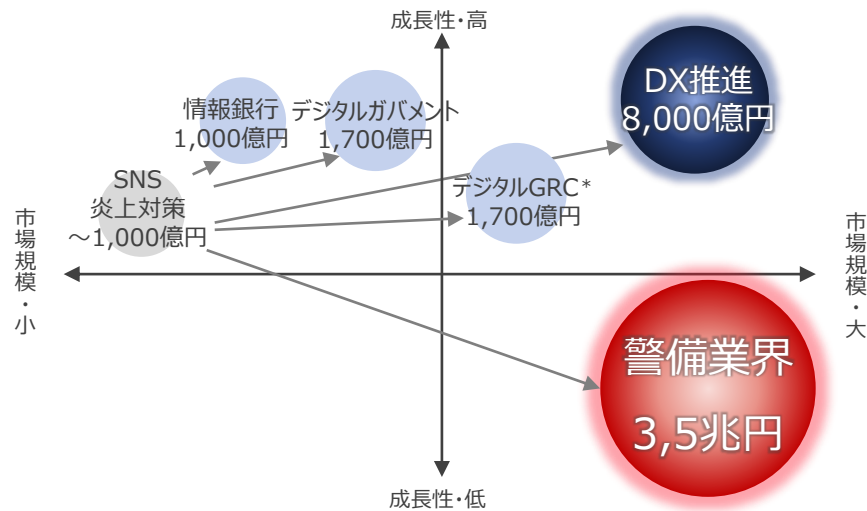 成長性・高
情報銀行
1,000億円
デジタルガバメント
1,700億円
DX推進
8,000億円
SNS
炎上対策
～1,000億円
デジタルGRC*
1,700億円
市場規模・小
市場規模・大
警備業界
3,5兆円
成長性・低